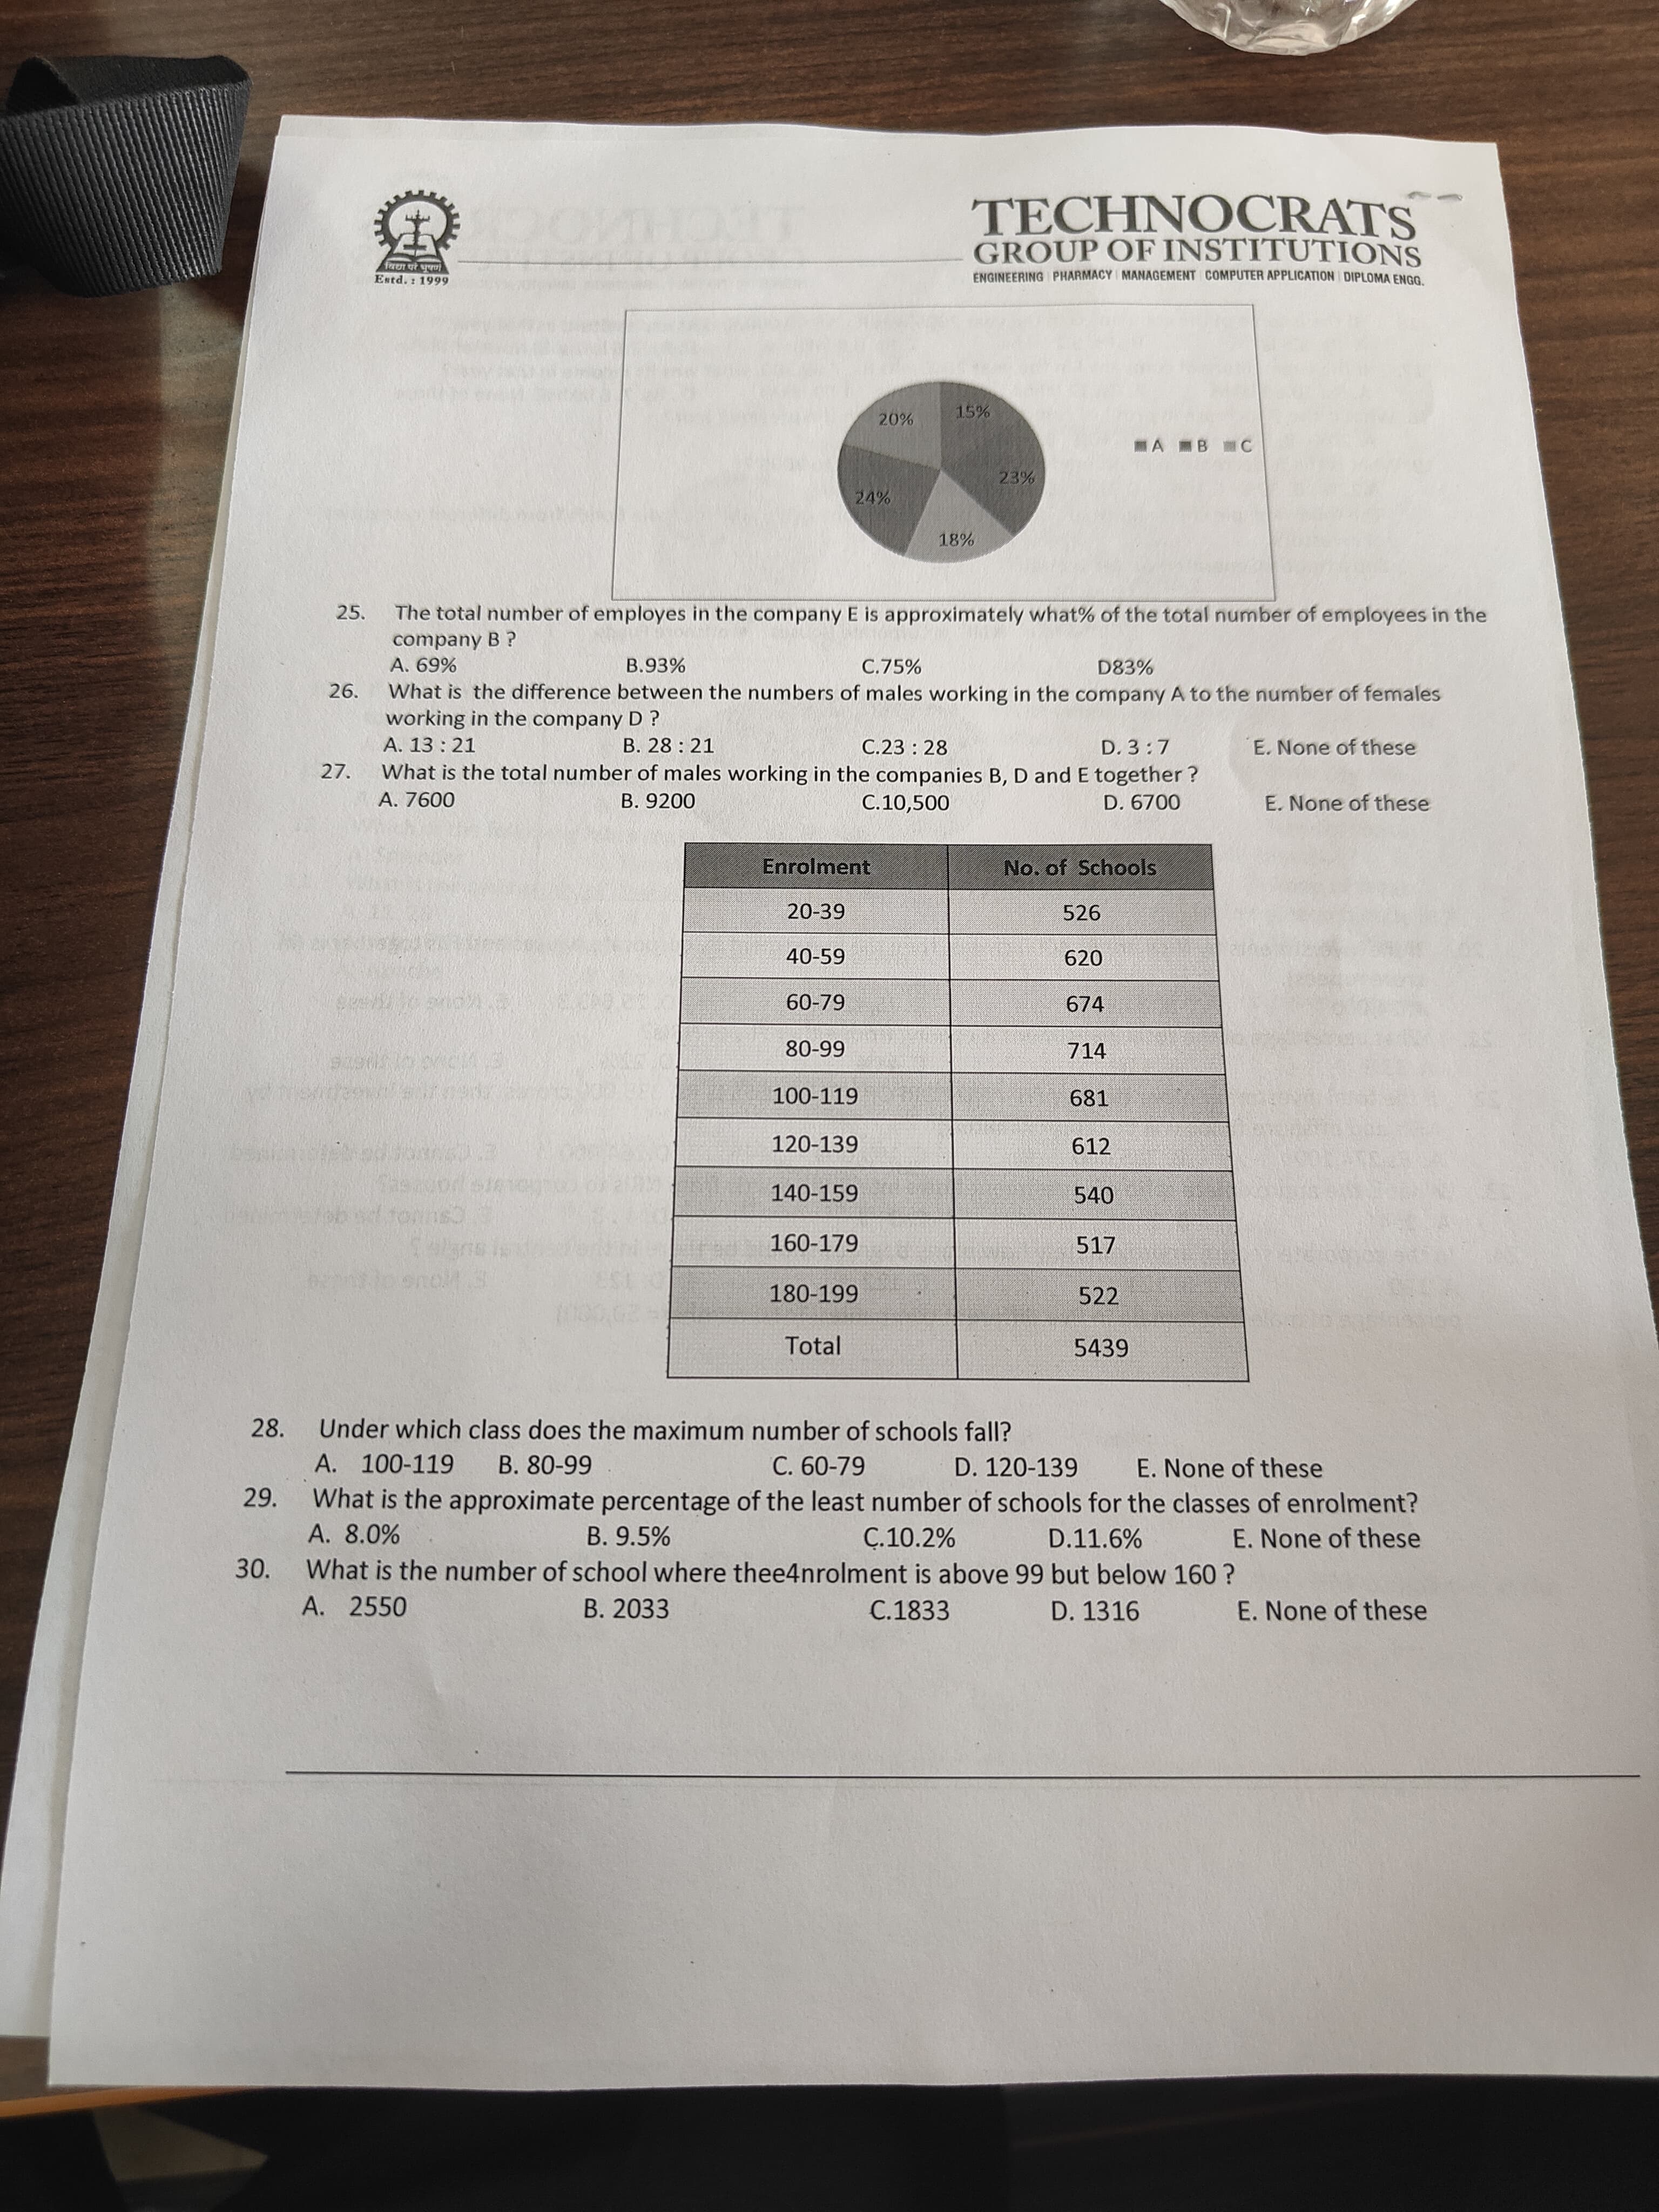 TECHNOCRATS
GROUP OF INSTITUTIONS
ENGINEERING | PHARMACY | MANAGEMENT | COMPUTER APPLICATION | DIPLOMA ENGG.
विद्या परं भूषणं
Estd. : 1999
20%
15%
23%
24%
18%
A B C
25. The total number of employes in the company E is approximately what% of the total number of employees in the
company B ?
A. 69% B.93% C.75% D83%
26. What is the difference between the numbers of males working in the company A to the number of females
working in the company D ?
A. 13 : 21 B. 28 : 21 C.23 : 28 D. 3 : 7 E. None of these
27. What is the total number of males working in the companies B, D and E together ?
A. 7600 B. 9200 C.10,500 D. 6700 E. None of these
Enrolment No. of Schools
20-39 526
40-59 620
60-79 674
80-99 714
100-119 681
120-139 612
140-159 540
160-179 517
180-199 522
Total 5439
28. Under which class does the maximum number of schools fall?
A. 100-119 B. 80-99 C. 60-79 D. 120-139 E. None of these
29. What is the approximate percentage of the least number of schools for the classes of enrolment?
A. 8.0% B. 9.5% C.10.2% D.11.6% E. None of these
30. What is the number of school where thee4nrolment is above 99 but below 160 ?
A. 2550 B. 2033 C.1833 D. 1316 E. None of these